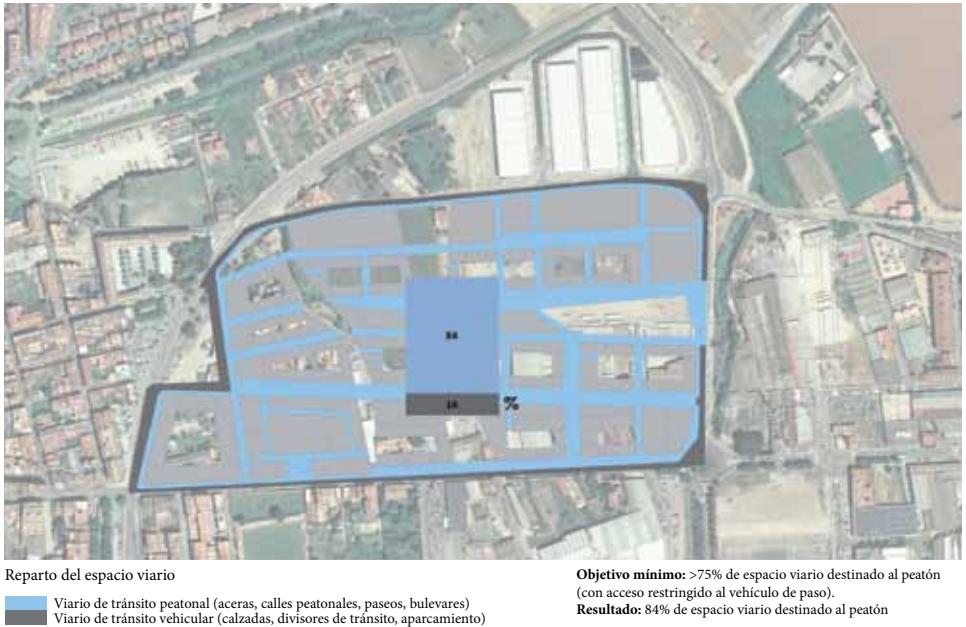 84
16
%
Reparto del espacio viario
Viario de tránsito peatonal (aceras, calles peatonales, paseos, bulevares)
Viario de tránsito vehicular (calzadas, divisores de tránsito, aparcamiento)
Objetivo mínimo: >75% de espacio viario destinado al peatón
(con acceso restringido al vehículo de paso).
Resultado: 84% de espacio viario destinado al peatón